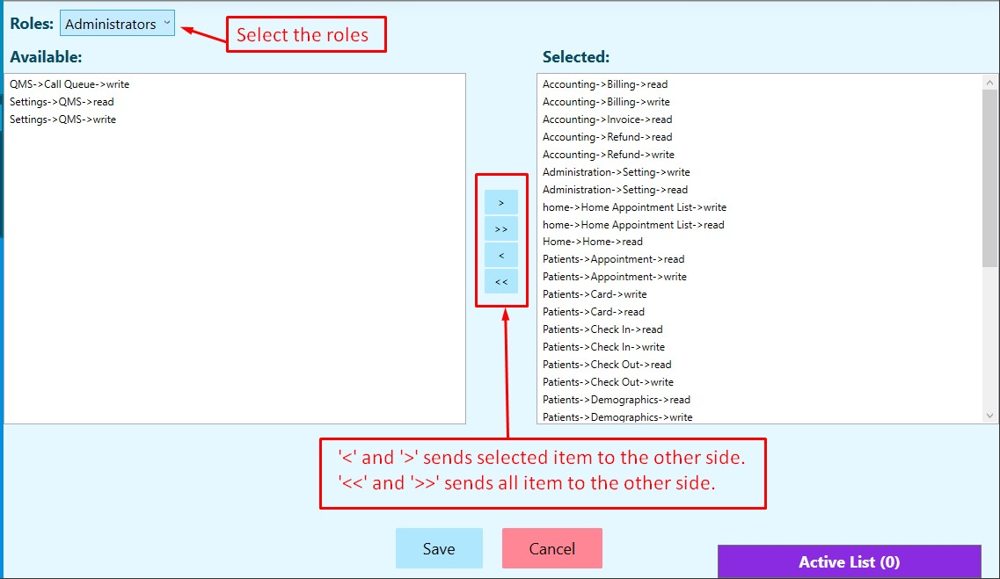 Roles: Administrators
Select the roles
Available:
QMS->Call Queue->write
Settings->QMS->read
Settings->QMS->write
>
>>
<
<<
Selected:
Accounting->Billing->read
Accounting->Billing->write
Accounting->Invoice->read
Accounting->Refund->read
Accounting->Refund->write
Administration->Setting->write
Administration->Setting->read
home->Home Appointment List->write
home->Home Appointment List->read
Home->Home->read
Patients->Appointment->read
Patients->Appointment->write
Patients->Card->write
Patients->Card->read
Patients->Check In->read
Patients->Check In->write
Patients->Check Out->read
Patients->Check Out->write
Patients->Demographics->read
Patients->Demographics->write
'<' and '>' sends selected item to the other side.
'<<' and '>>' sends all item to the other side.
Save
Cancel
Active List (0)